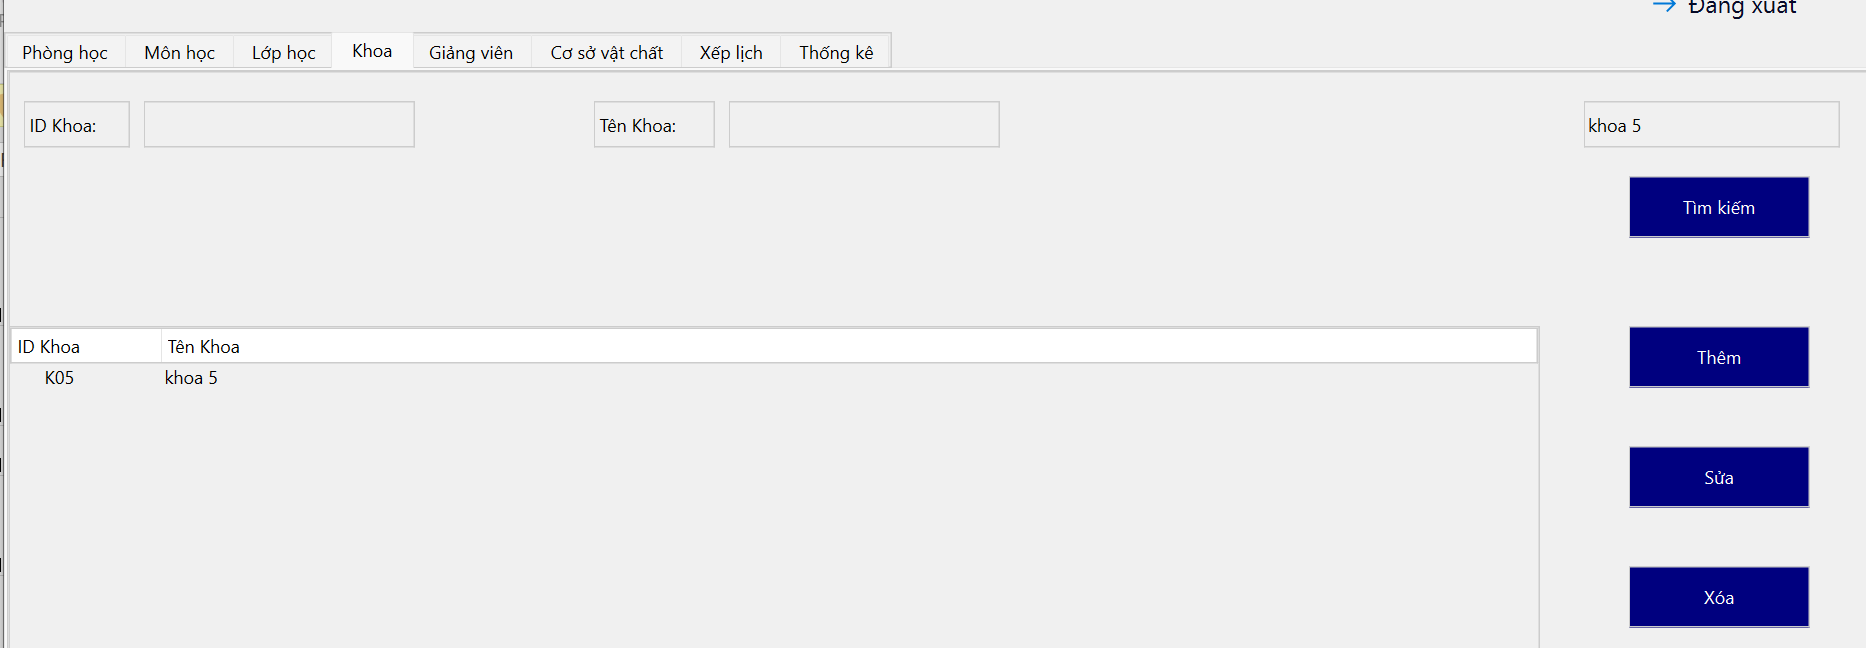 → Đăng xuất
Phòng học Môn học Lớp học Khoa Giảng viên Cơ sở vật chất Xếp lịch Thống kê
ID Khoa: Tên Khoa: khoa 5
Tìm kiếm
ID Khoa Tên Khoa
Thêm
K05 khoa 5
Sửa
Xóa